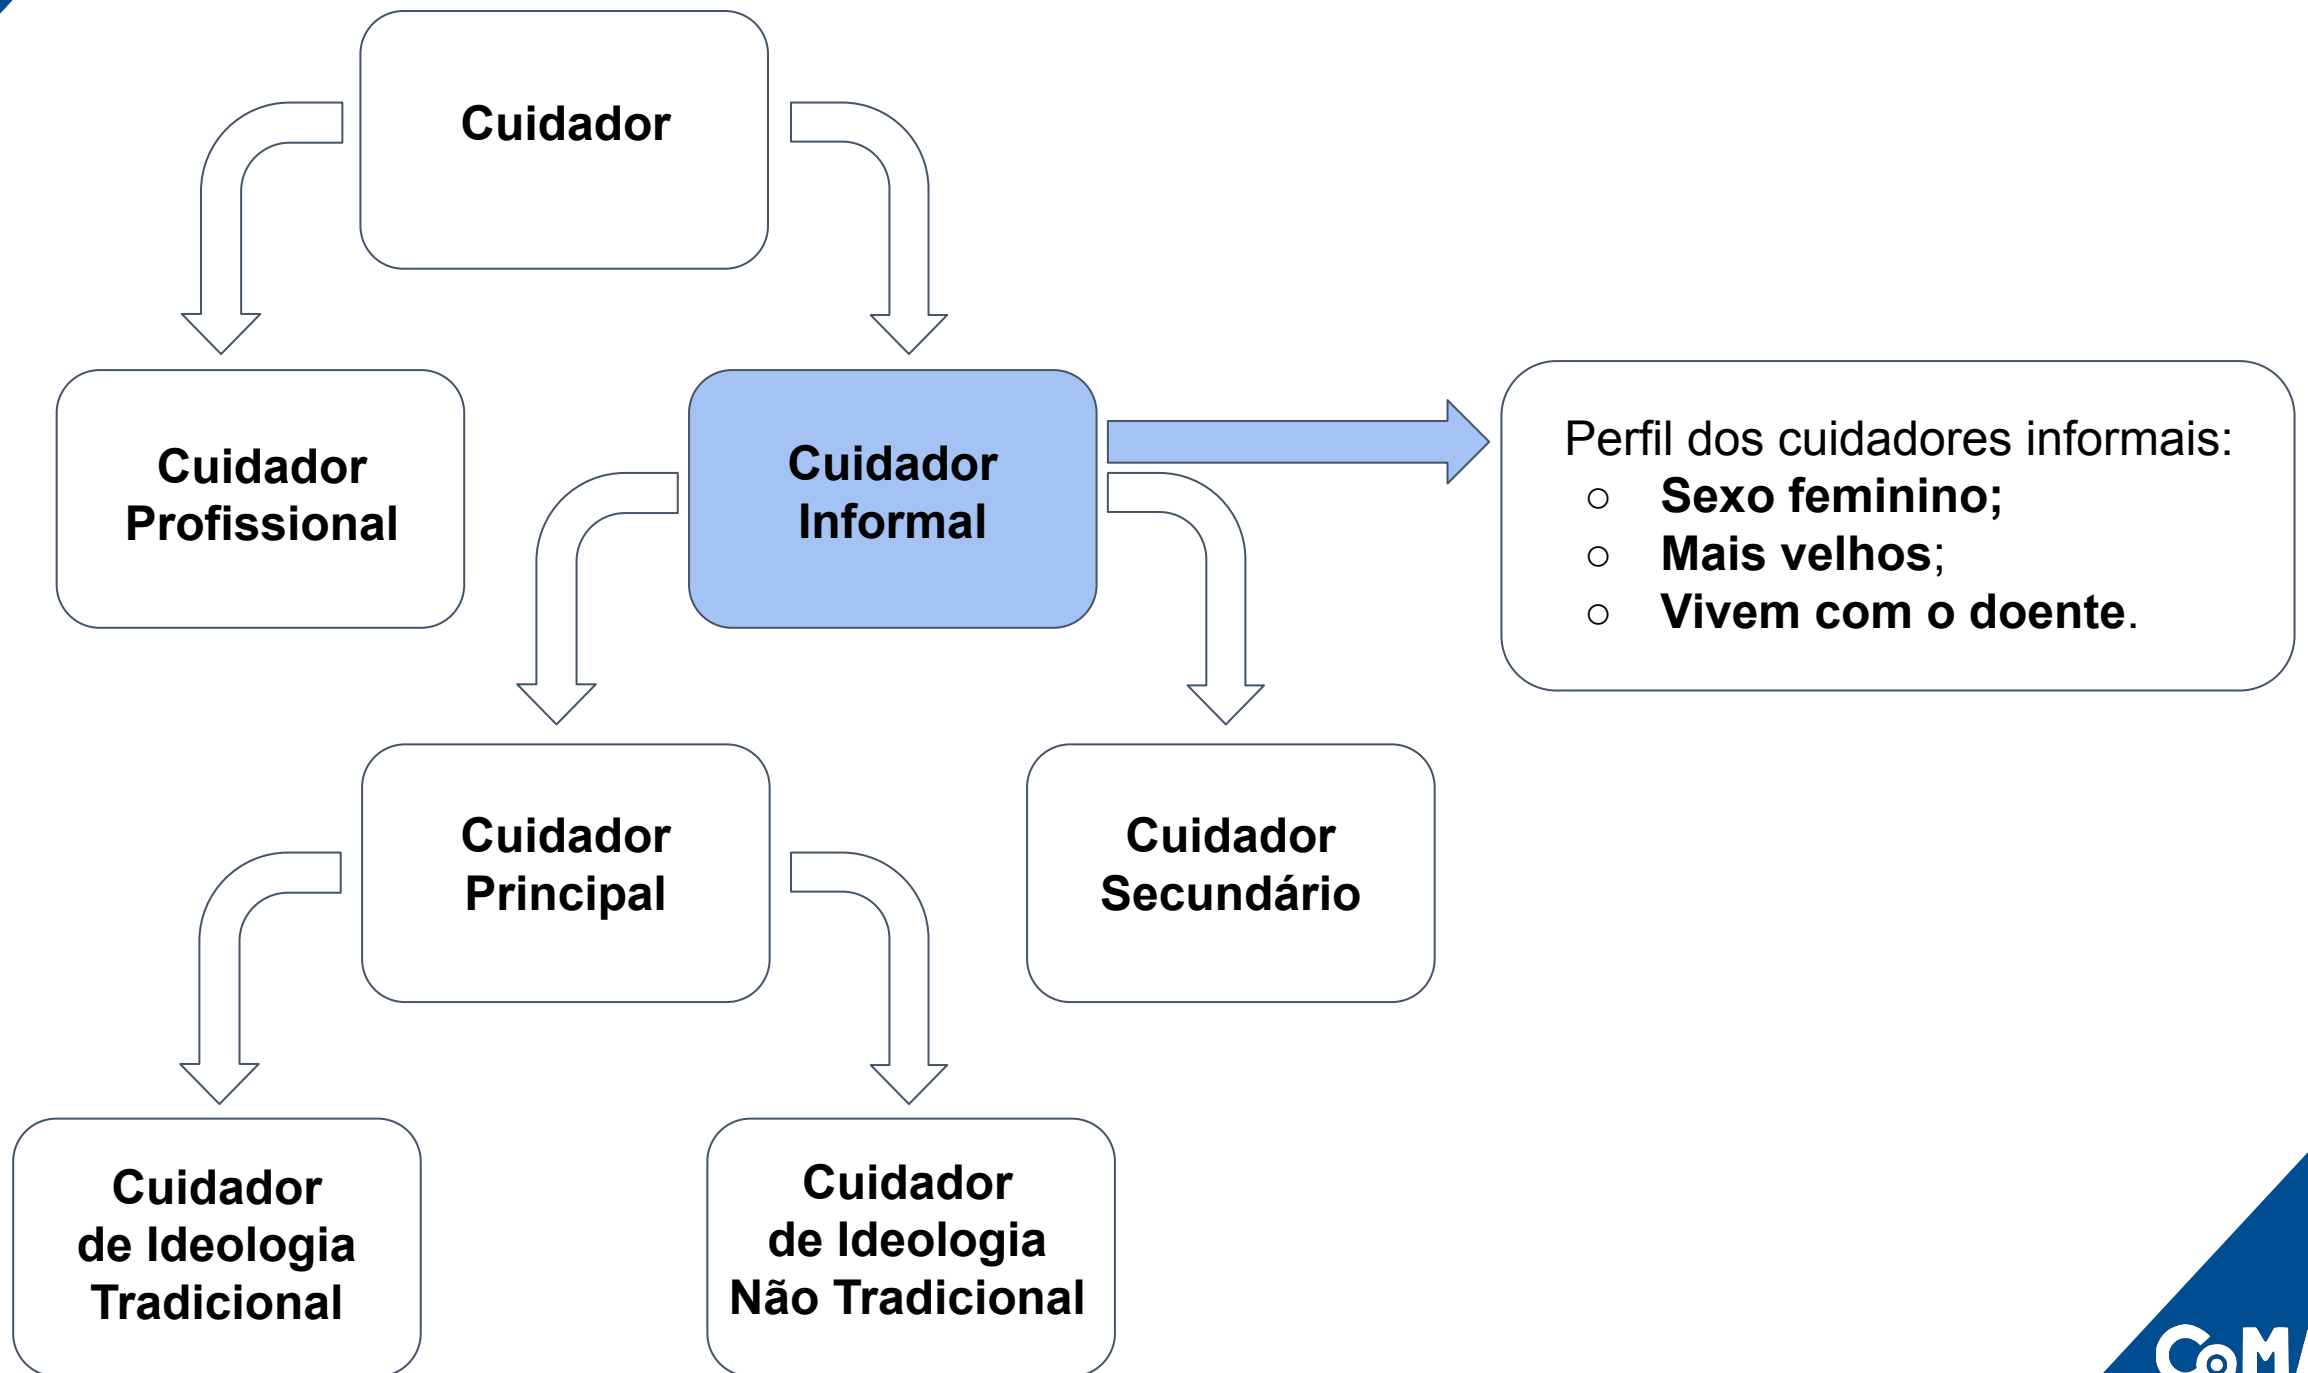 Cuidador
Cuidador
Profissional
Cuidador
Informal
Perfil dos cuidadores informais:
○ Sexo feminino;
○ Mais velhos;
○ Vivem com o doente.
Cuidador
Principal
Cuidador
Secundário
Cuidador
de Ideologia
Tradicional
Cuidador
de Ideologia
Não Tradicional
CoM